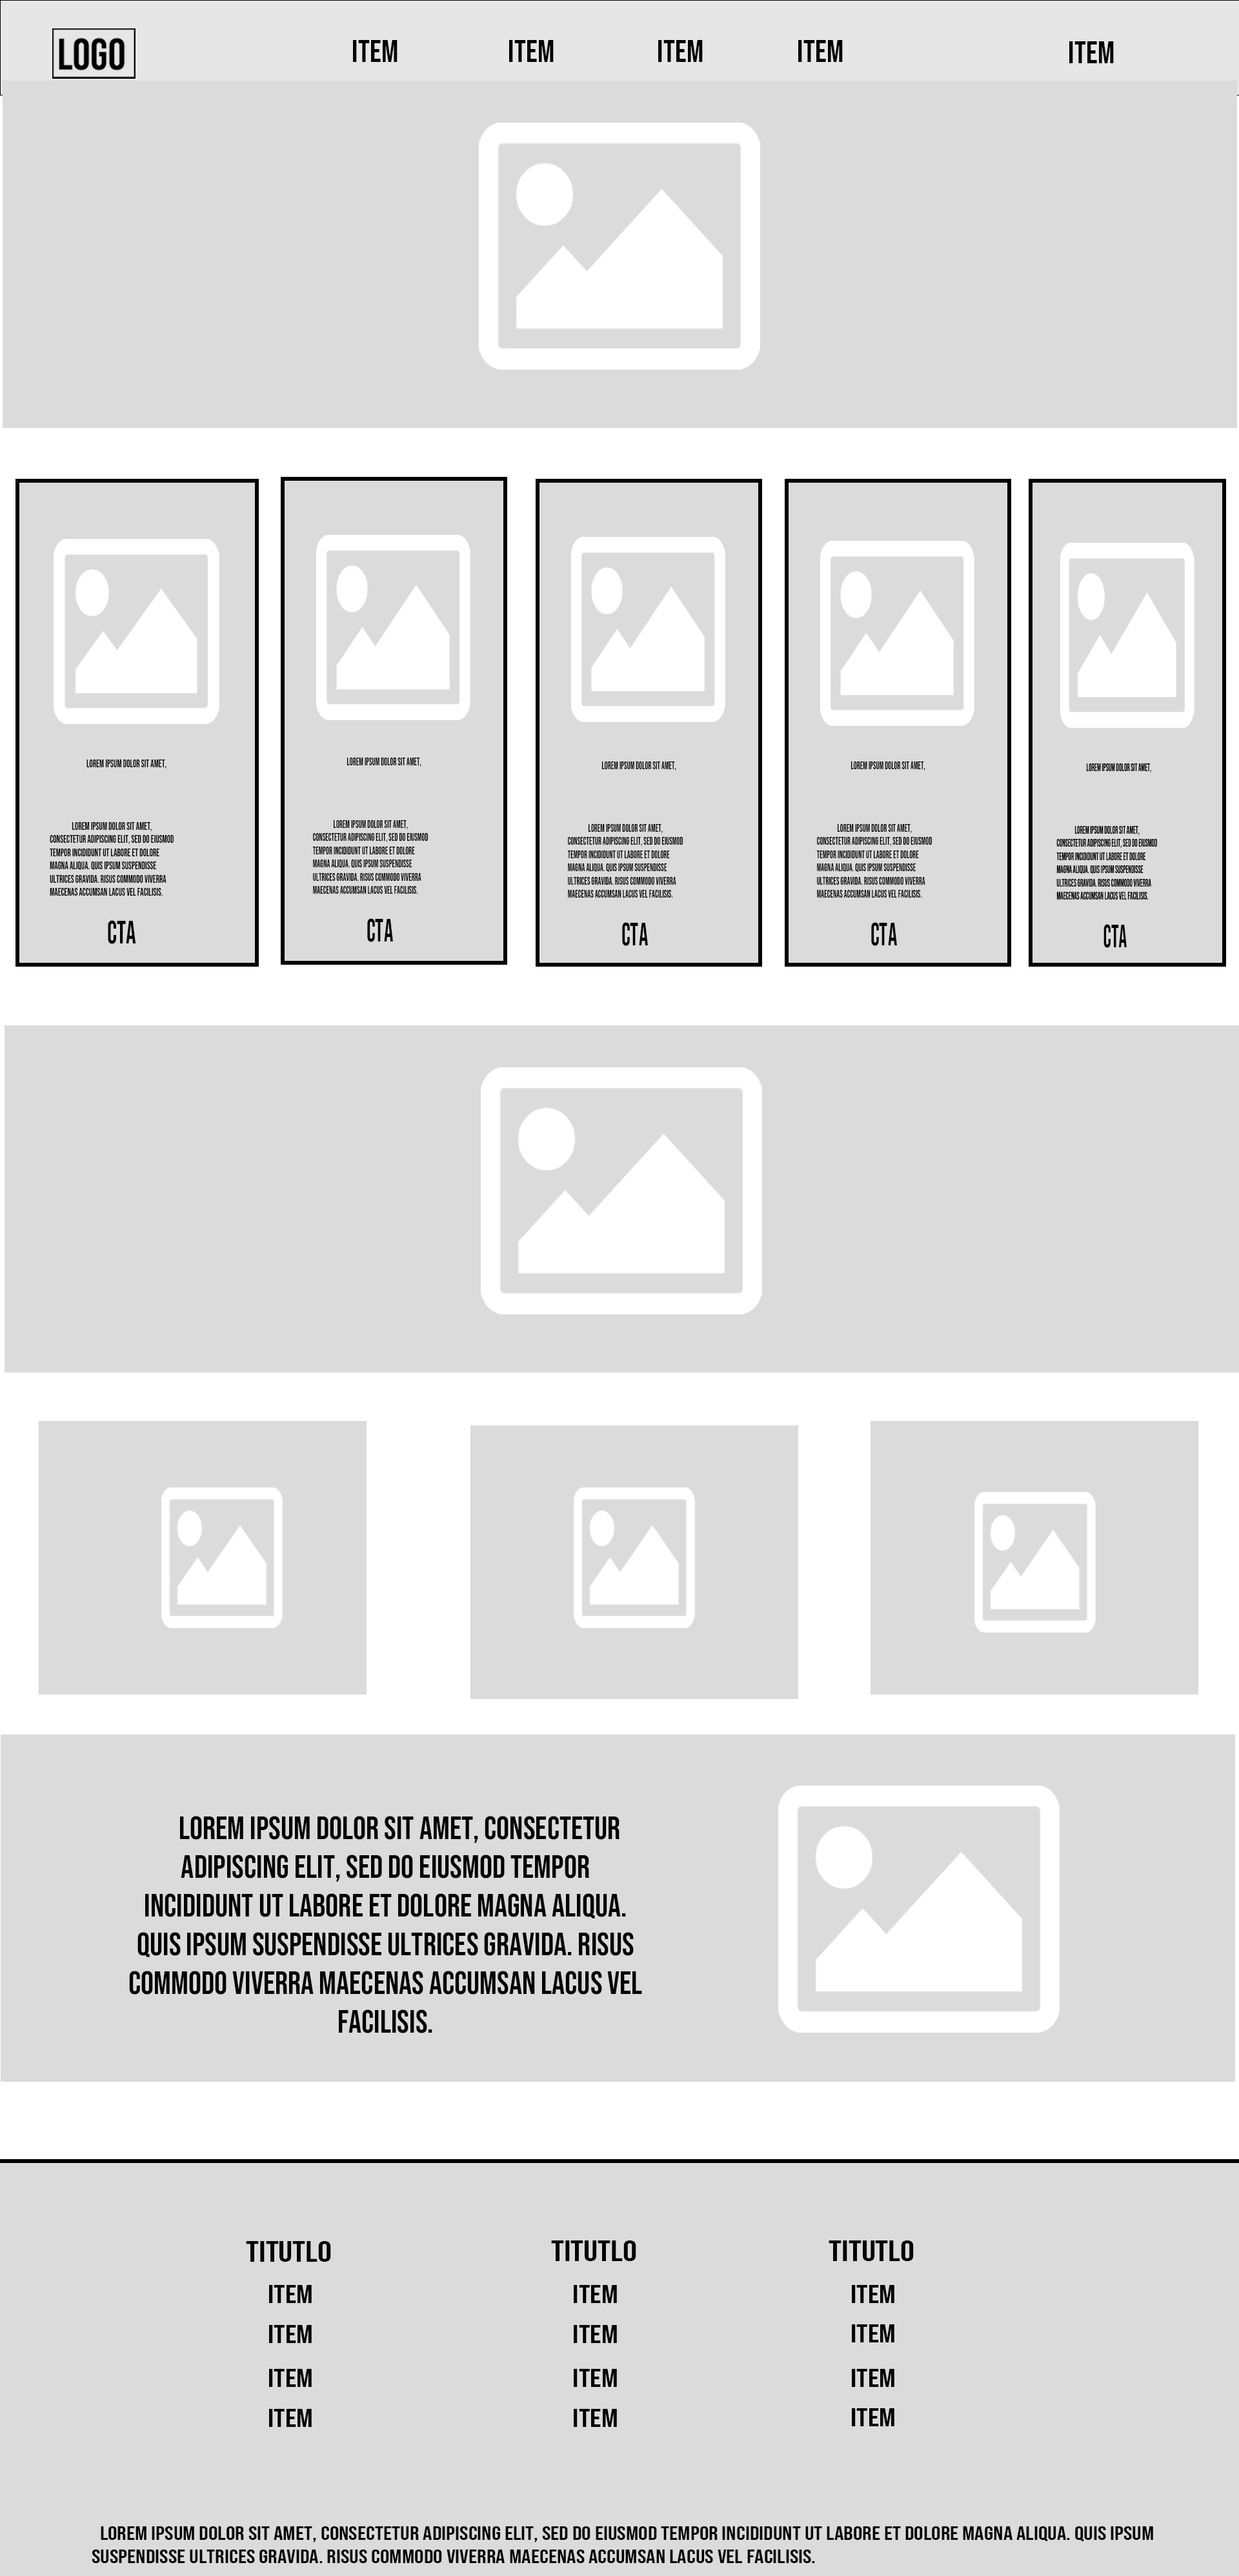 LOGO
ITEM
ITEM
ITEM
ITEM
ITEM
LOREM IPSUM DOLOR SIT AMET,
LOREM IPSUM DOLOR SIT AMET,
CONSECTETUR ADIPISCING ELIT, SED DO EIUSMOD
TEMPOR INCIDIDUNT UT LABORE ET DOLORE
MAGNA ALIQUA. QUIS IPSUM SUSPENDISSE
ULTRICES GRAVIDA. RISUS COMMODO VIVERRA
MAECENAS ACCUMSAN LACUS VEL FACILISIS.
CTA
LOREM IPSUM DOLOR SIT AMET,
LOREM IPSUM DOLOR SIT AMET,
CONSECTETUR ADIPISCING ELIT, SED DO EIUSMOD
TEMPOR INCIDIDUNT UT LABORE ET DOLORE
MAGNA ALIQUA. QUIS IPSUM SUSPENDISSE
ULTRICES GRAVIDA. RISUS COMMODO VIVERRA
MAECENAS ACCUMSAN LACUS VEL FACILISIS.
CTA
LOREM IPSUM DOLOR SIT AMET,
LOREM IPSUM DOLOR SIT AMET,
CONSECTETUR ADIPISCING ELIT, SED DO EIUSMOD
TEMPOR INCIDIDUNT UT LABORE ET DOLORE
MAGNA ALIQUA. QUIS IPSUM SUSPENDISSE
ULTRICES GRAVIDA. RISUS COMMODO VIVERRA
MAECENAS ACCUMSAN LACUS VEL FACILISIS.
CTA
LOREM IPSUM DOLOR SIT AMET,
LOREM IPSUM DOLOR SIT AMET,
CONSECTETUR ADIPISCING ELIT, SED DO EIUSMOD
TEMPOR INCIDIDUNT UT LABORE ET DOLORE
MAGNA ALIQUA. QUIS IPSUM SUSPENDISSE
ULTRICES GRAVIDA. RISUS COMMODO VIVERRA
MAECENAS ACCUMSAN LACUS VEL FACILISIS.
CTA
LOREM IPSUM DOLOR SIT AMET,
LOREM IPSUM DOLOR SIT AMET,
CONSECTETUR ADIPISCING ELIT, SED DO EIUSMOD
TEMPOR INCIDIDUNT UT LABORE ET DOLORE
MAGNA ALIQUA. QUIS IPSUM SUSPENDISSE
ULTRICES GRAVIDA. RISUS COMMODO VIVERRA
MAECENAS ACCUMSAN LACUS VEL FACILISIS.
CTA
LOREM IPSUM DOLOR SIT AMET, CONSECTETUR
ADIPISCING ELIT, SED DO EIUSMOD TEMPOR
INCIDIDUNT UT LABORE ET DOLORE MAGNA ALIQUA.
QUIS IPSUM SUSPENDISSE ULTRICES GRAVIDA. RISUS
COMMODO VIVERRA MAECENAS ACCUMSAN LACUS VEL
FACILISIS.
TITUTLO
ITEM
ITEM
ITEM
ITEM
TITUTLO
ITEM
ITEM
ITEM
ITEM
TITUTLO
ITEM
ITEM
ITEM
ITEM
LOREM IPSUM DOLOR SIT AMET, CONSECTETUR ADIPISCING ELIT, SED DO EIUSMOD TEMPOR INCIDIDUNT UT LABORE ET DOLORE MAGNA ALIQUA. QUIS IPSUM
SUSPENDISSE ULTRICES GRAVIDA. RISUS COMMODO VIVERRA MAECENAS ACCUMSAN LACUS VEL FACILISIS.